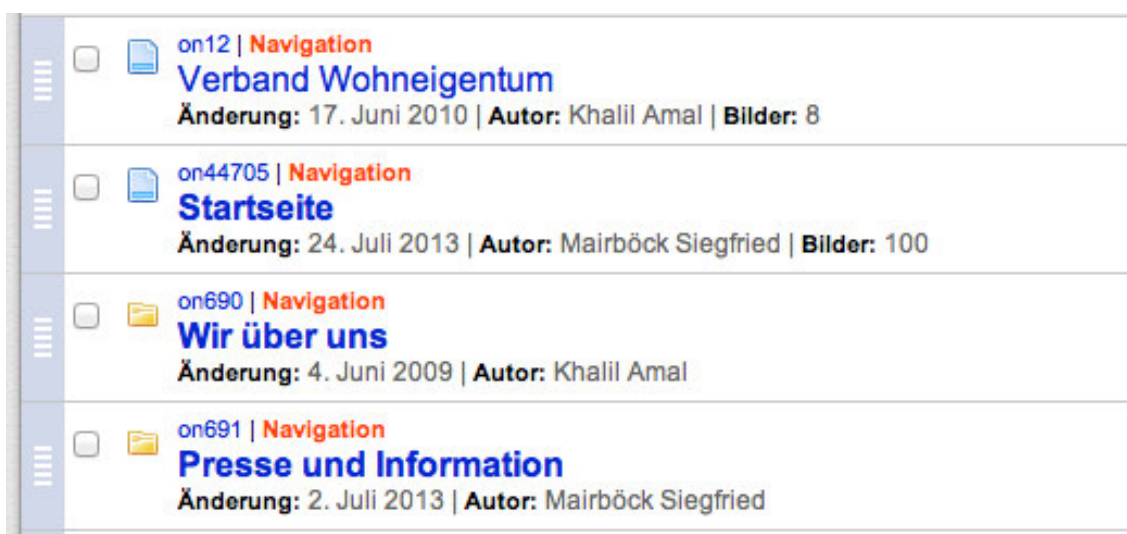 on12 | Navigation
Verband Wohneigentum
Änderung: 17. Juni 2010 | Autor: Khalil Amal | Bilder: 8
on44705 | Navigation
Startseite
Änderung: 24. Juli 2013 | Autor: Mairböck Siegfried | Bilder: 100
on690 | Navigation
Wir über uns
Änderung: 4. Juni 2009 | Autor: Khalil Amal
on691 | Navigation
Presse und Information
Änderung: 2. Juli 2013 | Autor: Mairböck Siegfried